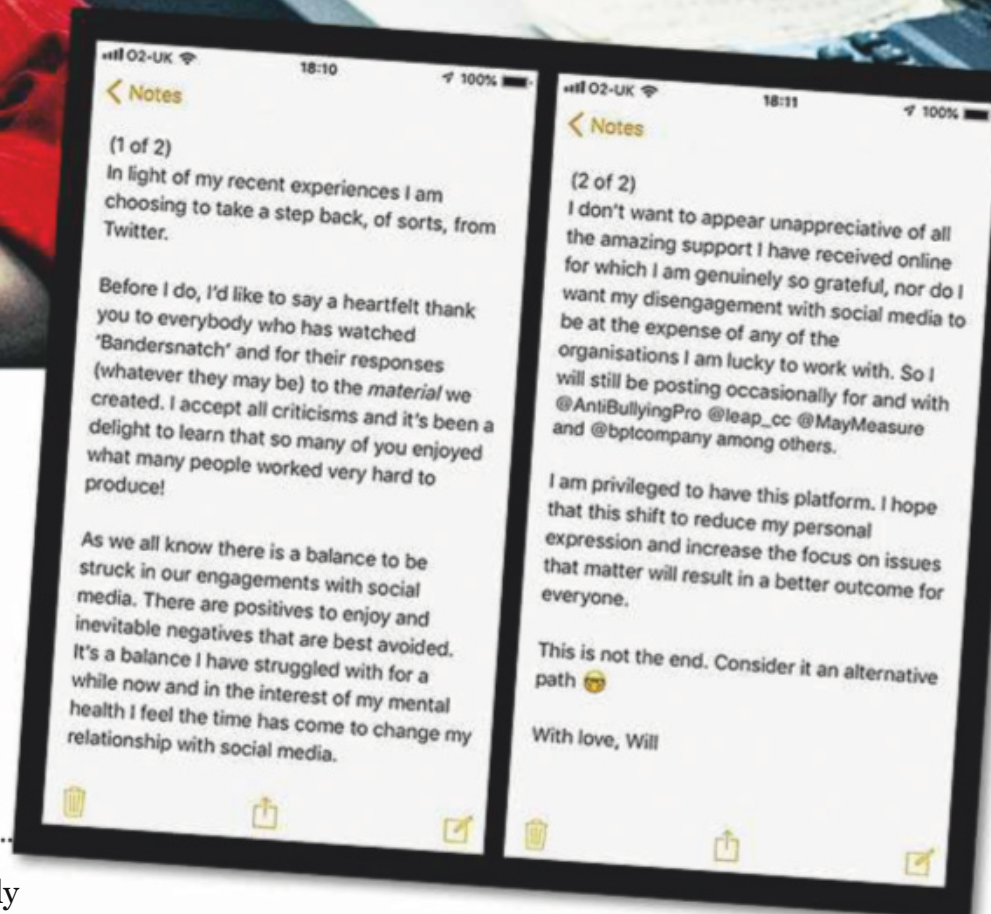 O2-UK
18:10
100%
Notes
(1 of 2)
In light of my recent experiences I am
choosing to take a step back, of sorts, from
Twitter.
Before I do, I'd like to say a heartfelt thank
you to everybody who has watched
'Bandersnatch' and for their responses
(whatever they may be) to the material we
created. I accept all criticisms and it's been a
delight to learn that so many of you enjoyed
what many people worked very hard to
produce!
As we all know there is a balance to be
struck in our engagements with social
media. There are positives to enjoy and
inevitable negatives that are best avoided.
It's a balance I have struggled with for a
while now and in the interest of my mental
health I feel the time has come to change my
relationship with social media.
O2-UK
18:11
100%
Notes
(2 of 2)
I don't want to appear unappreciative of all
the amazing support I have received online
for which I am genuinely so grateful, nor do I
want my disengagement with social media to
be at the expense of any of the
organisations I am lucky to work with. So I
will still be posting occasionally for and with
@AntiBullyingPro @leap_cc @MayMeasure
and @bptcompany among others.
I am privileged to have this platform. I hope
that this shift to reduce my personal
expression and increase the focus on issues
that matter will result in a better outcome for
everyone.
This is not the end. Consider it an alternative
path 🤓
With love, Will